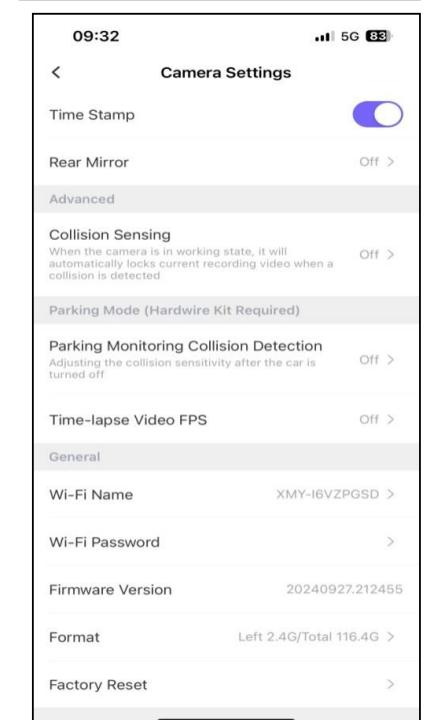 09:32 5G 83
Camera Settings
Time Stamp
Rear Mirror Off
Advanced
Collision Sensing
When the camera is in working state, it will
automatically locks current recording video when a
collision is detected
Off
Parking Mode (Hardwire Kit Required)
Parking Monitoring Collision Detection
Adjusting the collision sensitivity after the car is
turned off
Off
Time-lapse Video FPS Off
General
Wi-Fi Name XMY-I6VZPGSD
Wi-Fi Password
Firmware Version 20240927.212455
Format Left 2.4G/Total 116.4G
Factory Reset